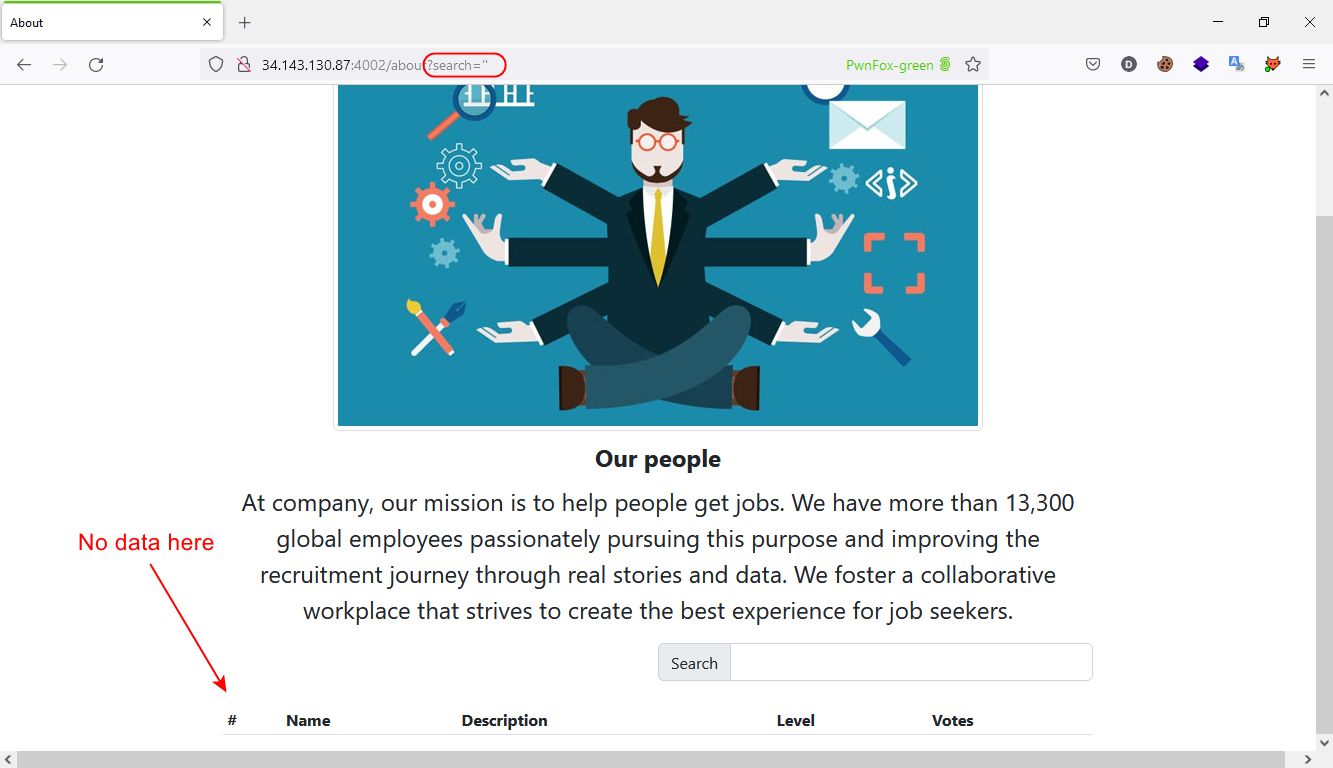 About
34.143.130.87:4002/about?search=''
PwnFox-green
D
A
<i>
Our people
At company, our mission is to help people get jobs. We have more than 13,300
global employees passionately pursuing this purpose and improving the
recruitment journey through real stories and data. We foster a collaborative
workplace that strives to create the best experience for job seekers.
No data here
Search
# Name Description Level Votes